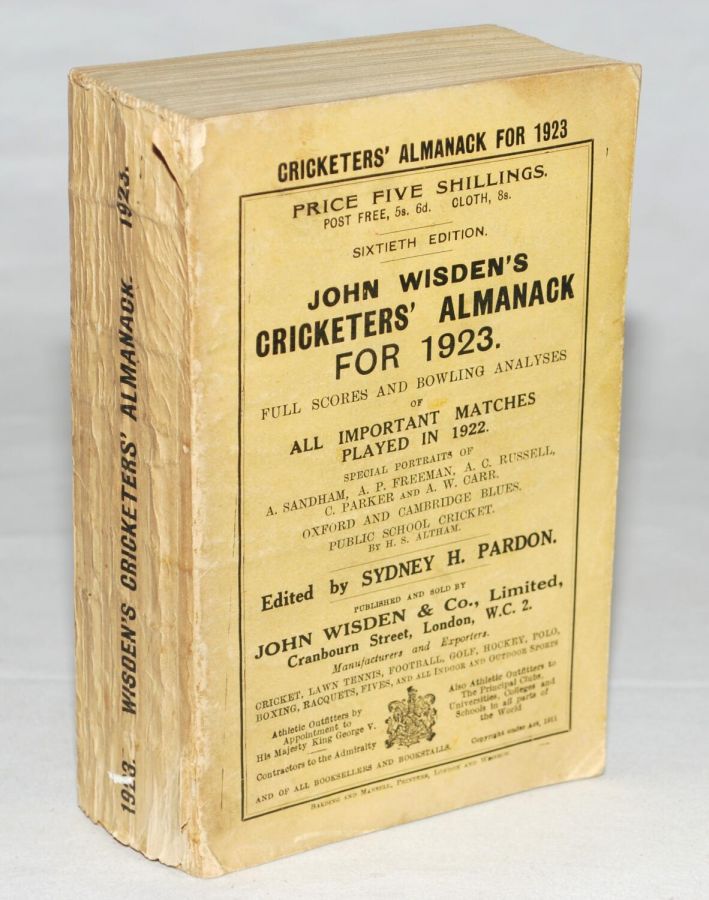 1923. WISDEN'S CRICKETERS' ALMANACK. 1923.
CRICKETERS' ALMANACK FOR 1923
PRICE FIVE SHILLINGS.
POST FREE, 5s. 6d. CLOTH, 8s.
SIXTIETH EDITION.
JOHN WISDEN'S
CRICKETERS' ALMANACK
FOR 1923.
FULL SCORES AND BOWLING ANALYSES
OF
ALL IMPORTANT MATCHES
PLAYED IN 1922.
SPECIAL PORTRAITS OF
A. SANDHAM, A. P. FREEMAN, A. C. RUSSELL,
C. PARKER AND A. W. CARR.
OXFORD AND CAMBRIDGE BLUES.
PUBLIC SCHOOL CRICKET.
BY H. S. ALTHAM.
Edited by SYDNEY H. PARDON.
PUBLISHED AND SOLD BY
JOHN WISDEN & Co., Limited,
Cranbourn Street, London, W.C. 2.
Manufacturers and Exporters.
CRICKET, LAWN TENNIS, FOOTBALL, GOLF, HOCKEY, POLO,
BOXING, RACQUETS, FIVES, AND ALL INDOOR AND OUTDOOR SPORTS
Athletic Outfitters by
Appointment to
His Majesty King George V.
Contractors to the Admiralty
Also Athletic Outfitters to
The Principal Clubs,
Universities, Colleges and
Schools in all parts of
the World
AND OF ALL BOOKSELLERS AND BOOKSTALLS.
Copyright under Act, 1911.
HARDING AND MANSELL, PRINTERS, LONDON AND